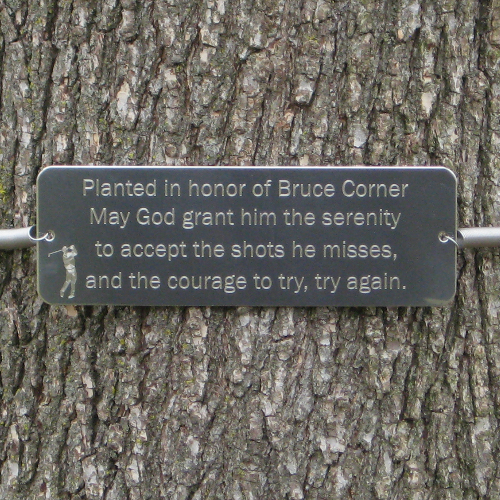 Planted in honor of Bruce Corner
May God grant him the serenity
to accept the shots he misses,
and the courage to try, try again.